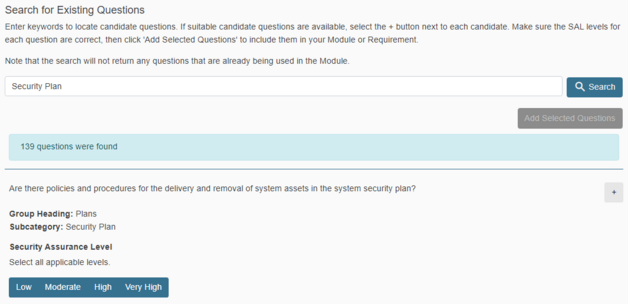 Search for Existing Questions
Enter keywords to locate candidate questions. If suitable candidate questions are available, select the + button next to each candidate. Make sure the SAL levels for
each question are correct, then click 'Add Selected Questions' to include them in your Module or Requirement.
Note that the search will not return any questions that are already being used in the Module.
Security Plan
Search
Add Selected Questions
139 questions were found
Are there policies and procedures for the delivery and removal of system assets in the system security plan?
+
Group Heading: Plans
Subcategory: Security Plan
Security Assurance Level
Select all applicable levels.
Low Moderate High Very High